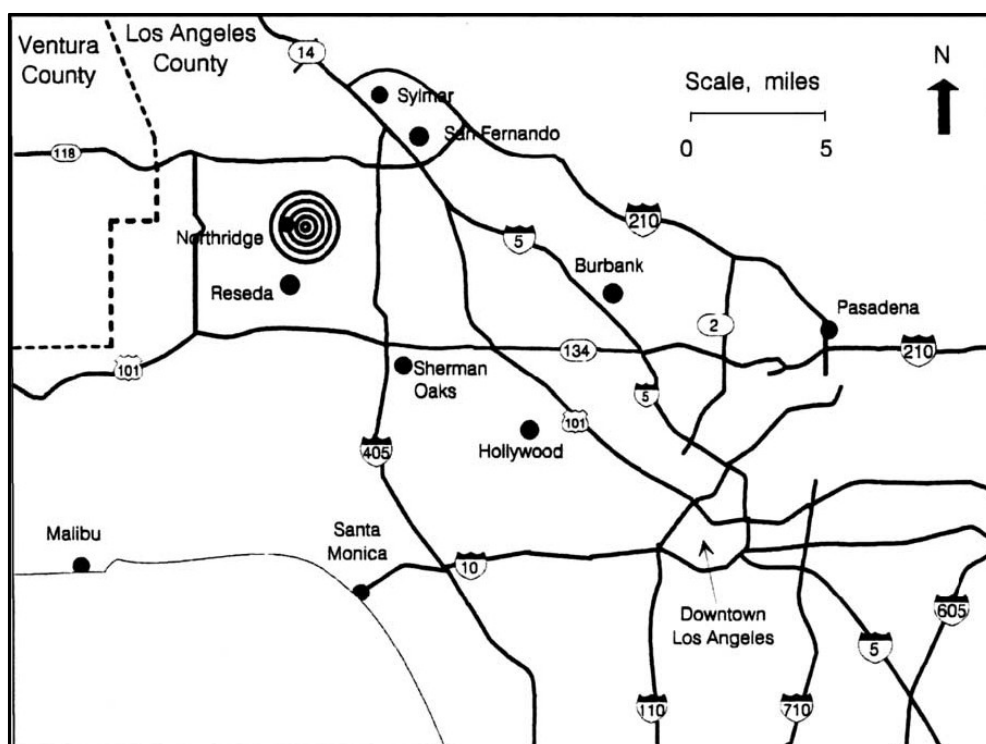 Ventura
County
Los Angeles
County
14
Scale, miles
0 5
N
Sylmar
San Fernando
118
210
Northridge
5
Burbank
Reseda
2
Pasadena
134
210
101
Sherman
Oaks
5
101
Hollywood
405
Malibu
Santa
Monica
10
Downtown
Los Angeles
605
5
110
710